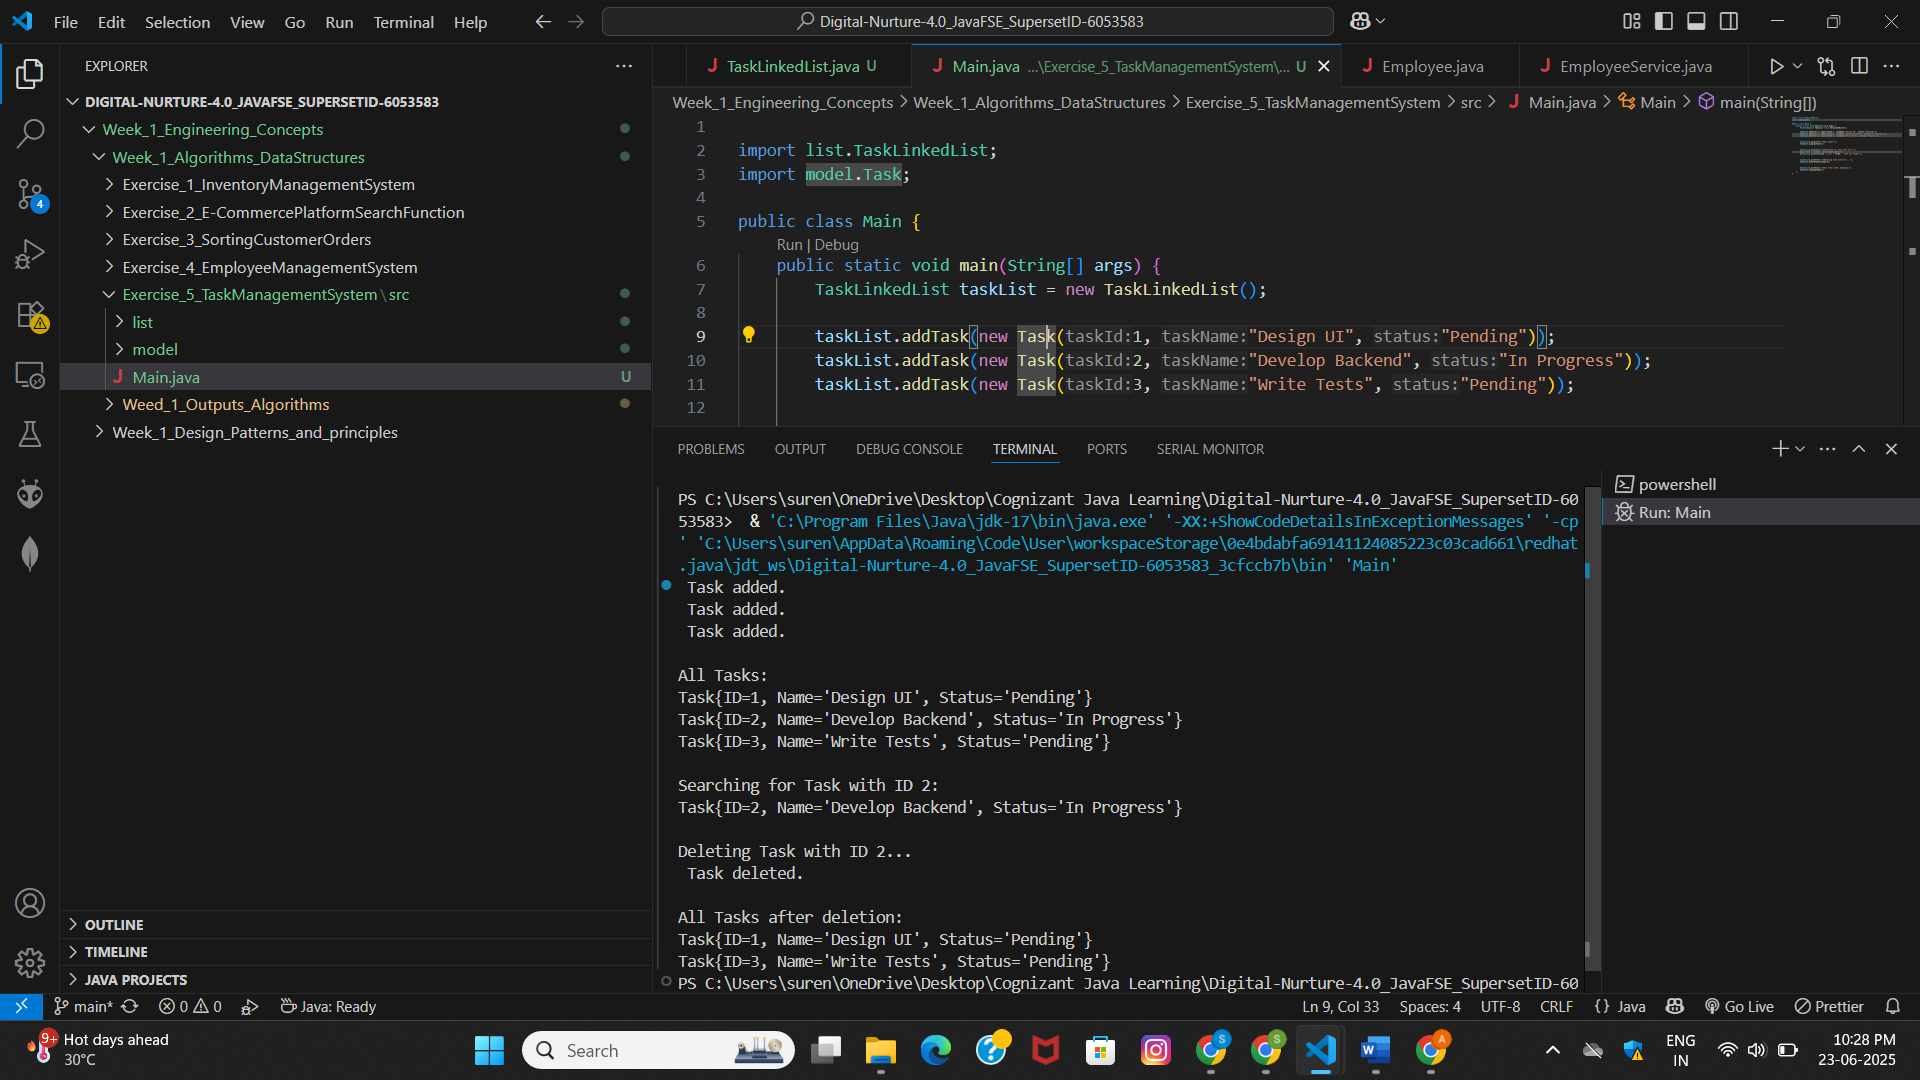 File Edit Selection View Go Run Terminal Help
Digital-Nurture-4.0_JavaFSE_SupersetID-6053583
EXPLORER
DIGITAL-NURTURE-4.0_JAVAFSE_SUPERSETID-6053583
Week_1_Engineering_Concepts
Week_1_Algorithms_DataStructures
Exercise_1_InventoryManagementSystem
Exercise_2_E-CommercePlatformSearchFunction
Exercise_3_SortingCustomerOrders
Exercise_4_EmployeeManagementSystem
Exercise_5_TaskManagementSystem\src
list
model
J Main.java U
Weed_1_Outputs_Algorithms
Week_1_Design_Patterns_and_principles
OUTLINE
TIMELINE
JAVA PROJECTS
4
J TaskLinkedList.java U J Main.java ...\Exercise_5_TaskManagementSystem\... U J Employee.java J EmployeeService.java
Week_1_Engineering_Concepts > Week_1_Algorithms_DataStructures > Exercise_5_TaskManagementSystem > src > J Main.java > Main > main(String[])
1
2 import list.TaskLinkedList;
3 import model.Task;
4
5 public class Main {
Run | Debug
6 public static void main(String[] args) {
7 TaskLinkedList taskList = new TaskLinkedList();
8
9 taskList.addTask(new Task(taskId:1, taskName:"Design UI", status:"Pending"));
10 taskList.addTask(new Task(taskId:2, taskName:"Develop Backend", status:"In Progress"));
11 taskList.addTask(new Task(taskId:3, taskName:"Write Tests", status:"Pending"));
12
PROBLEMS OUTPUT DEBUG CONSOLE TERMINAL PORTS SERIAL MONITOR
powershell
Run: Main
PS C:\Users\suren\OneDrive\Desktop\Cognizant Java Learning\Digital-Nurture-4.0_JavaFSE_SupersetID-60
53583>  & 'C:\Program Files\Java\jdk-17\bin\java.exe' '-XX:+ShowCodeDetailsInExceptionMessages' '-cp
' 'C:\Users\suren\AppData\Roaming\Code\User\workspaceStorage\0e4bdabfa69141124085223c03cad661\redhat
.java\jdt_ws\Digital-Nurture-4.0_JavaFSE_SupersetID-6053583_3cfccb7b\bin' 'Main'
Task added.
Task added.
Task added.
All Tasks:
Task{ID=1, Name='Design UI', Status='Pending'}
Task{ID=2, Name='Develop Backend', Status='In Progress'}
Task{ID=3, Name='Write Tests', Status='Pending'}
Searching for Task with ID 2:
Task{ID=2, Name='Develop Backend', Status='In Progress'}
Deleting Task with ID 2...
Task deleted.
All Tasks after deletion:
Task{ID=1, Name='Design UI', Status='Pending'}
Task{ID=3, Name='Write Tests', Status='Pending'}
PS C:\Users\suren\OneDrive\Desktop\Cognizant Java Learning\Digital-Nurture-4.0_JavaFSE_SupersetID-60
main* 0 0 Java: Ready Ln 9, Col 33 Spaces: 4 UTF-8 CRLF {} Java Go Live Prettier
9+ Hot days ahead
30°C
Search
S S W A
ENG
IN
10:28 PM
23-06-2025